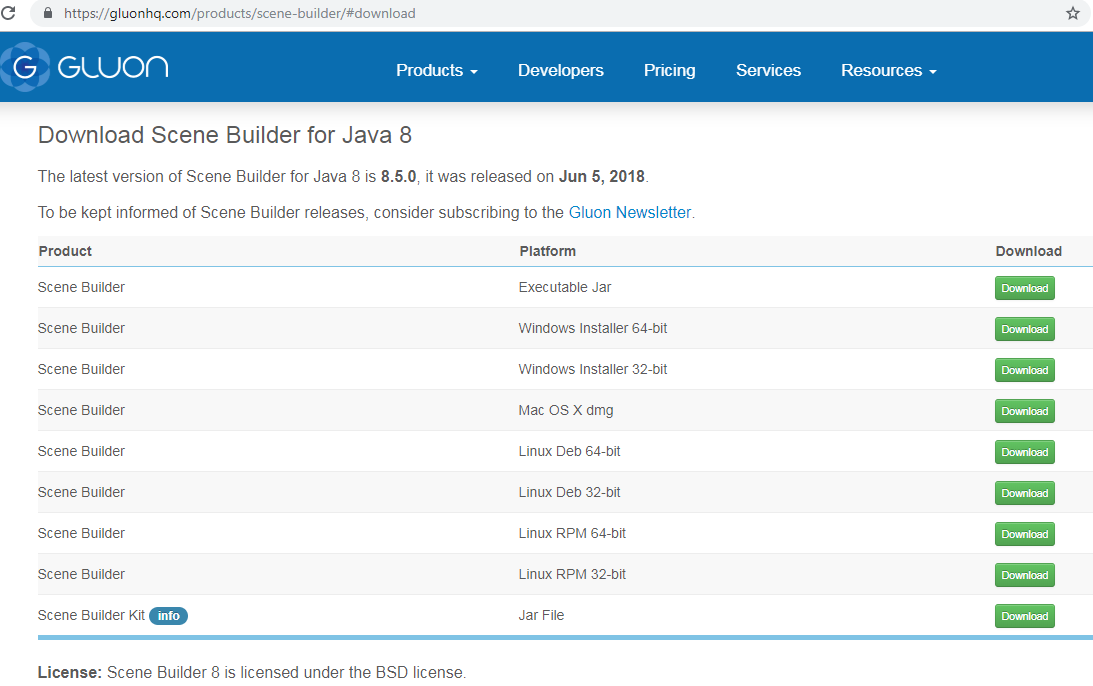 https://gluonhq.com/products/scene-builder/#download
G GLUON Products Developers Pricing Services Resources
Download Scene Builder for Java 8
The latest version of Scene Builder for Java 8 is 8.5.0, it was released on Jun 5, 2018.
To be kept informed of Scene Builder releases, consider subscribing to the Gluon Newsletter.
Product Platform Download
Scene Builder Executable Jar Download
Scene Builder Windows Installer 64-bit Download
Scene Builder Windows Installer 32-bit Download
Scene Builder Mac OS X dmg Download
Scene Builder Linux Deb 64-bit Download
Scene Builder Linux Deb 32-bit Download
Scene Builder Linux RPM 64-bit Download
Scene Builder Linux RPM 32-bit Download
Scene Builder Kit info Jar File Download
License: Scene Builder 8 is licensed under the BSD license.